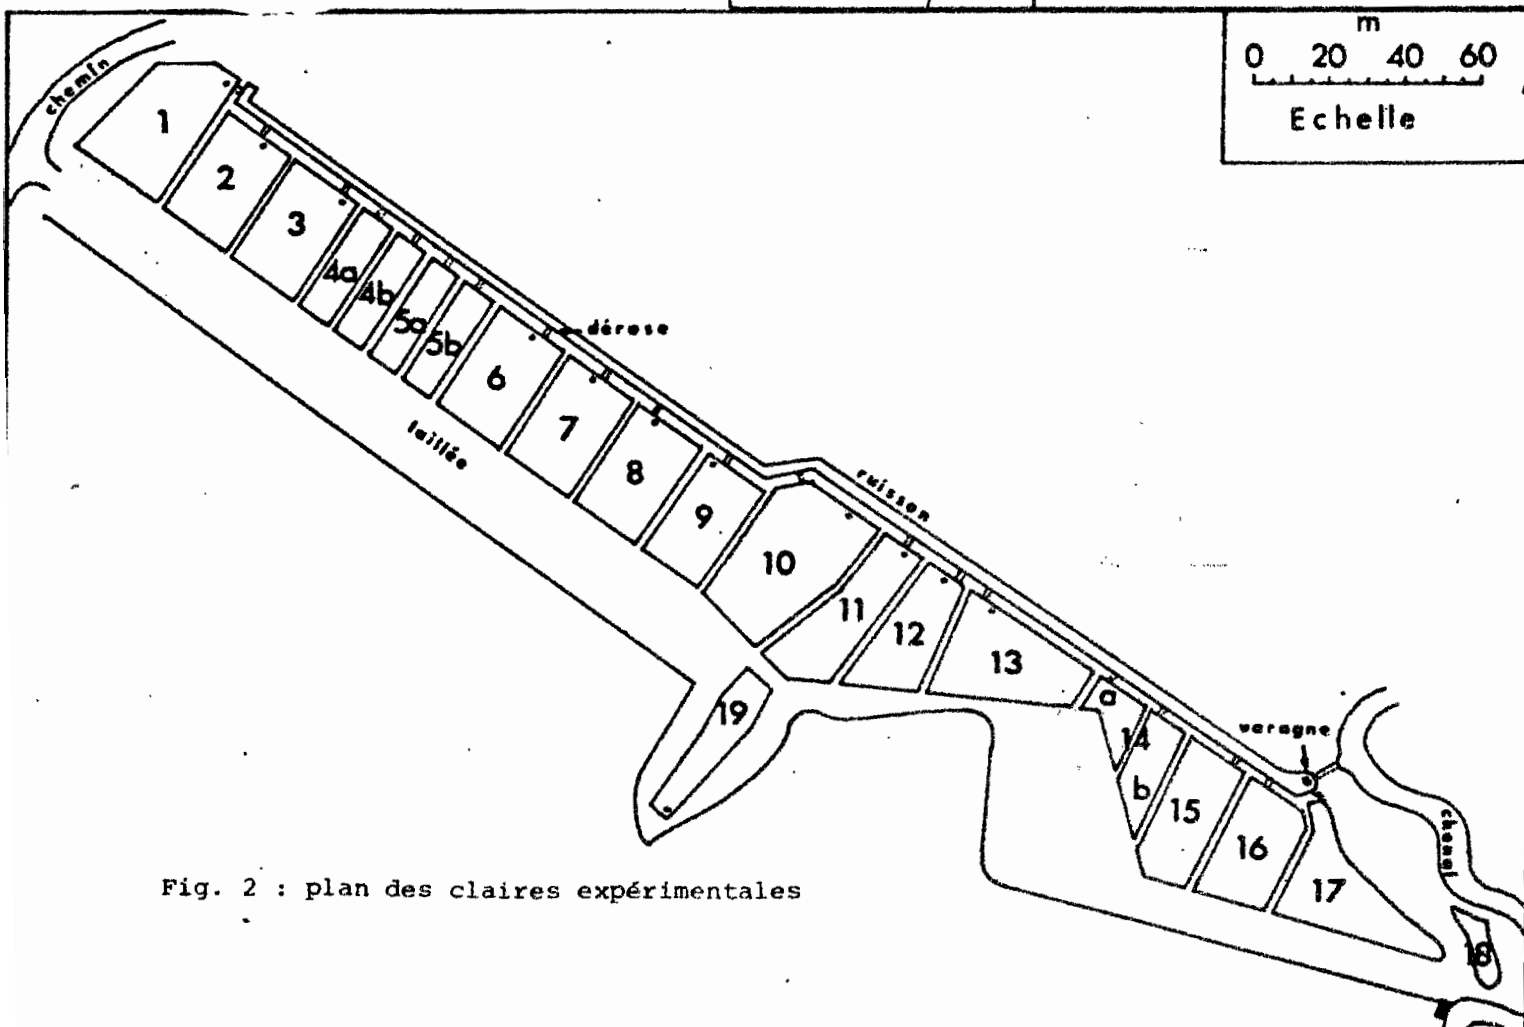 m
0 20 40 60
Echelle
chemin
1
2
3
4a
4b
5a
5b
dérase
6
7
taillée
8
9
ruisson
10
11
12
13
a
14
b
varagne
15
16
17
chenal
18
19
Fig. 2 : plan des claires expérimentales